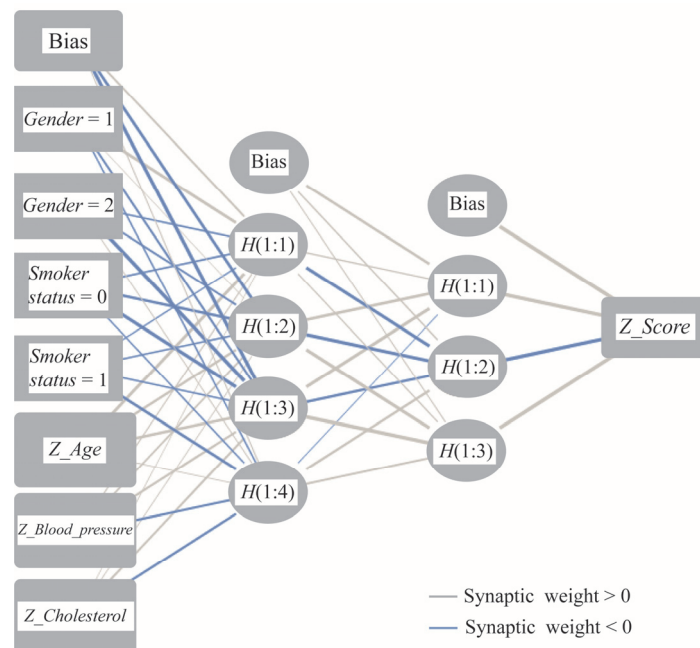 Bias
Gender = 1
Gender = 2
Smoker
status = 0
Smoker
status = 1
Z_Age
Z_Blood_pressure
Z_Cholesterol
Bias
H(1:1)
H(1:2)
H(1:3)
H(1:4)
Bias
H(1:1)
H(1:2)
H(1:3)
Z_Score
Synaptic weight > 0
Synaptic weight < 0